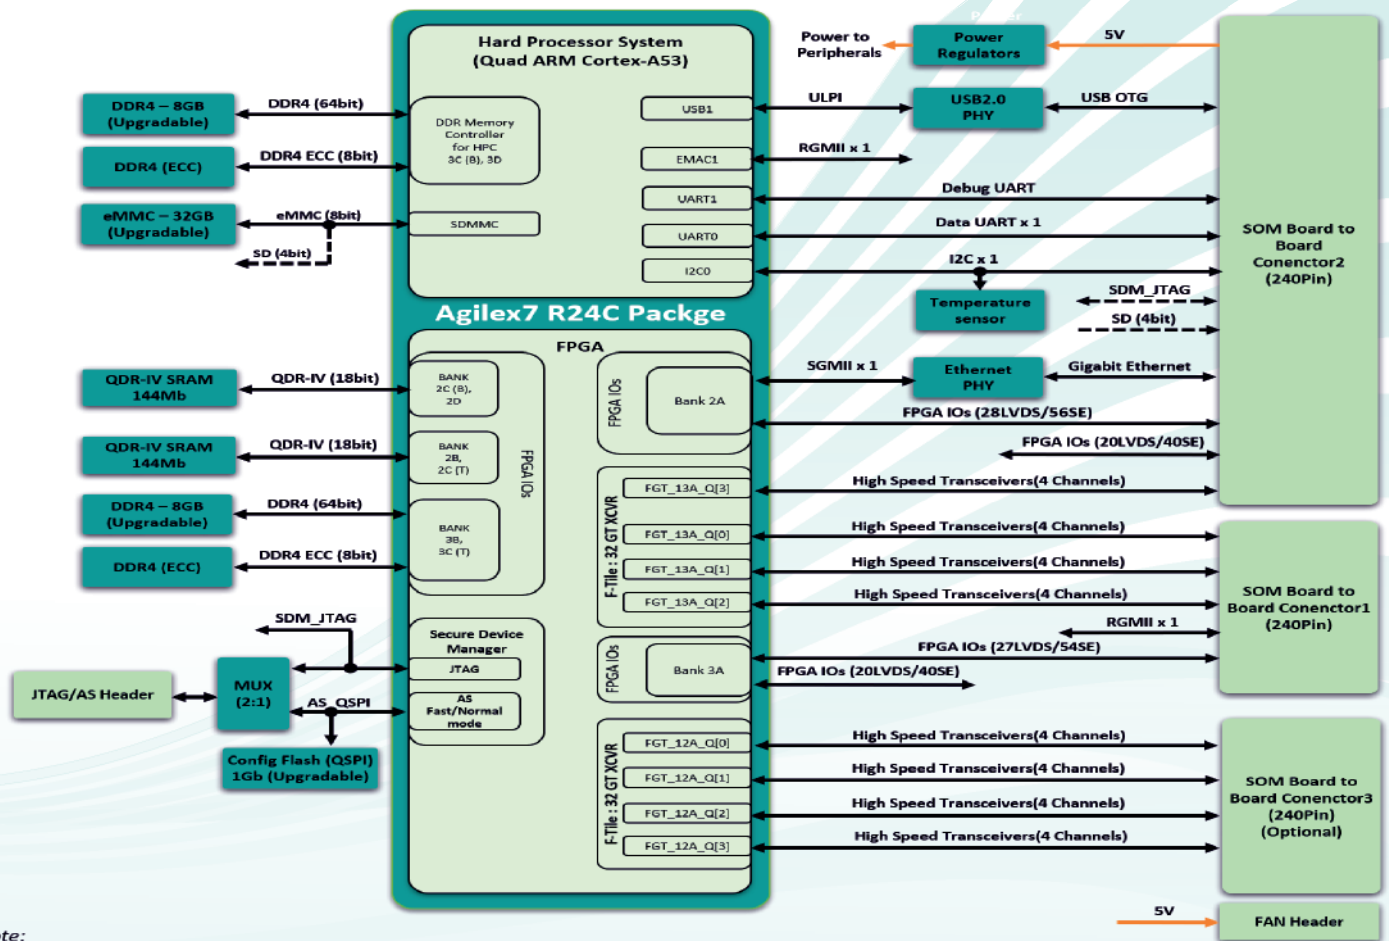 Power
Hard Processor System
(Quad ARM Cortex-A53)
Power to
Peripherals
Power
Regulators
5V
DDR4 – 8GB
(Upgradable)
DDR4 (64bit)
DDR Memory
Controller
for HPC
3C (B), 3D
USB1
ULPI
USB2.0
PHY
USB OTG
DDR4 (ECC)
DDR4 ECC (8bit)
EMAC1
RGMII x 1
UART1
Debug UART
eMMC – 32GB
(Upgradable)
eMMC (8bit)
SD (4bit)
SDMMC
UART0
Data UART x 1
I2C0
I2C x 1
Temperature
sensor
SDM_JTAG
SD (4bit)
SOM Board to
Board
Conenctor2
(240Pin)
Agilex7 R24C Packge
FPGA
QDR-IV SRAM
144Mb
QDR-IV (18bit)
BANK
2C (B),
2D
FPGA IOs
Bank 2A
SGMII x 1
Ethernet
PHY
Gigabit Ethernet
FPGA IOs (28LVDS/56SE)
FPGA IOs (20LVDS/40SE)
QDR-IV SRAM
144Mb
QDR-IV (18bit)
BANK
2B,
2C (T)
FPGA IOs
DDR4 – 8GB
(Upgradable)
DDR4 (64bit)
BANK
3B,
3C (T)
DDR4 (ECC)
DDR4 ECC (8bit)
F-Tile : 32 GT XCVR
FGT_13A_Q[3]
High Speed Transceivers(4 Channels)
FGT_13A_Q[0]
High Speed Transceivers(4 Channels)
FGT_13A_Q[1]
High Speed Transceivers(4 Channels)
FGT_13A_Q[2]
High Speed Transceivers(4 Channels)
SOM Board to
Board Conenctor1
(240Pin)
RGMII x 1
SDM_JTAG
Secure Device
Manager
JTAG
AS
Fast/Normal
mode
JTAG/AS Header
MUX
(2:1)
AS_QSPI
Config Flash (QSPI)
1Gb (Upgradable)
FPGA IOs
Bank 3A
FPGA IOs (27LVDS/54SE)
FPGA IOs (20LVDS/40SE)
F-Tile : 32 GT XCVR
FGT_12A_Q[0]
High Speed Transceivers(4 Channels)
FGT_12A_Q[1]
High Speed Transceivers(4 Channels)
FGT_12A_Q[2]
High Speed Transceivers(4 Channels)
FGT_12A_Q[3]
High Speed Transceivers(4 Channels)
SOM Board to
Board Conenctor3
(240Pin)
(Optional)
5V
FAN Header